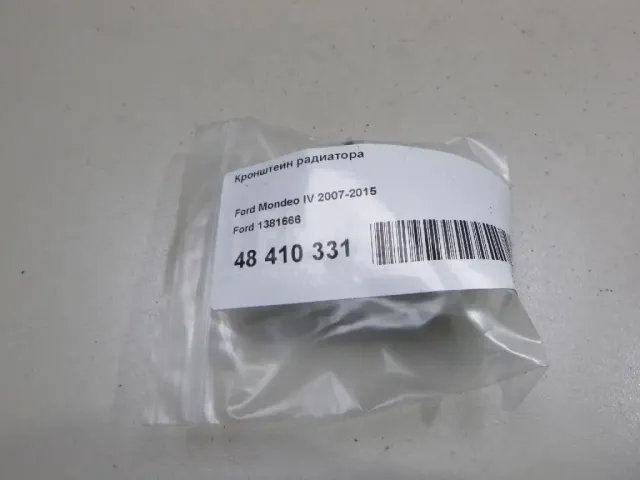 Кронштейн радиатора
Ford Mondeo IV 2007-2015
Ford 1381666
48 410 331